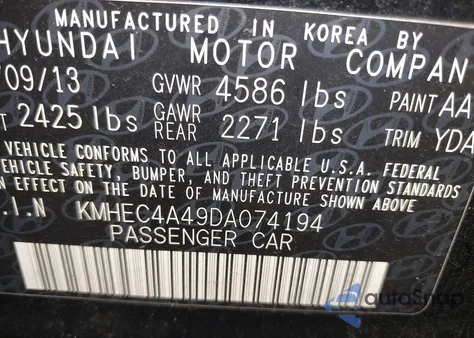 MANUFACTURED IN KOREA BY
HYUNDAI MOTOR COMPAN
09/13 GVWR 4586 lbs PAINT AA
T 2425 lbs GAWR REAR 2271 lbs TRIM YDA
VEHICLE CONFORMS TO ALL APPLICABLE U.S.A. FEDERAL
VEHICLE SAFETY, BUMPER, AND THEFT PREVENTION STANDARDS
IN EFFECT ON THE DATE OF MANUFACTURE SHOWN ABOVE
.I.N KMHEC4A49DA074194
PASSENGER CAR
autoSnap